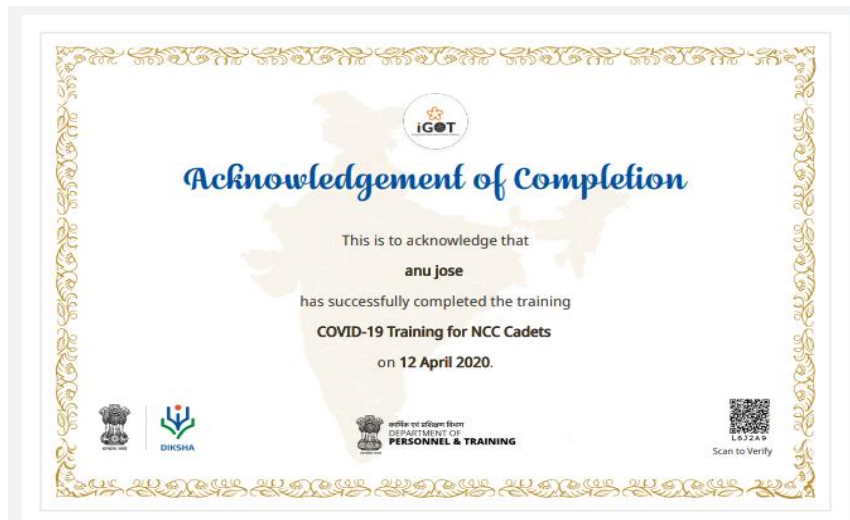 iGOT
Acknowledgement of Completion
This is to acknowledge that
anu jose
has successfully completed the training
COVID-19 Training for NCC Cadets
on 12 April 2020.
DIKSHA
कार्मिक एवं प्रशिक्षण विभाग
DEPARTMENT OF
PERSONNEL & TRAINING
L6J2A9
Scan to Verify